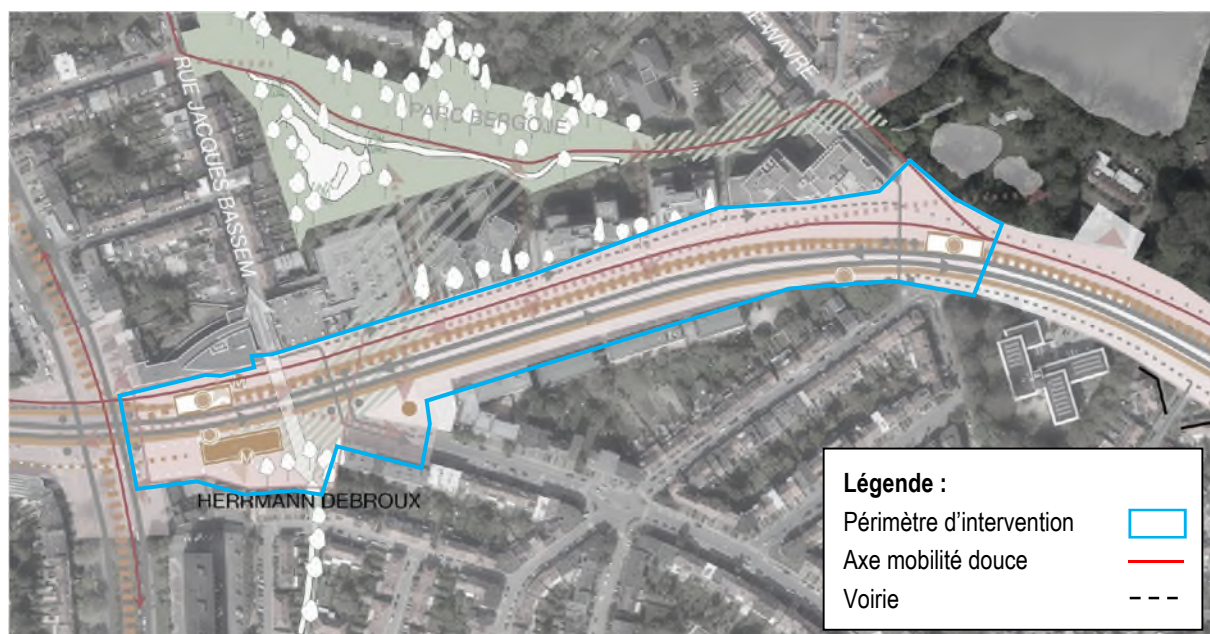 E-WAVRE
RUE JACQUES BASSEM
PARC BERGOJE
M
M
HERRMANN DEBROUX
Légende :
Périmètre d'intervention
Axe mobilité douce
Voirie